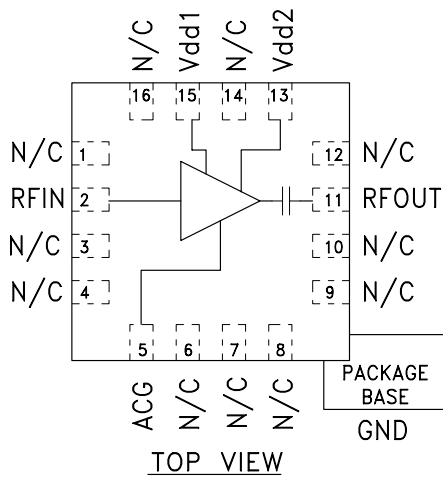 N/C
Vdd1
N/C
Vdd2
16
15
14
13
N/C 1
12 N/C
RFIN 2
11 RFOUT
N/C 3
10 N/C
N/C 4
9 N/C
5
6
7
8
ACG
N/C
N/C
N/C
PACKAGE
BASE
GND
TOP VIEW